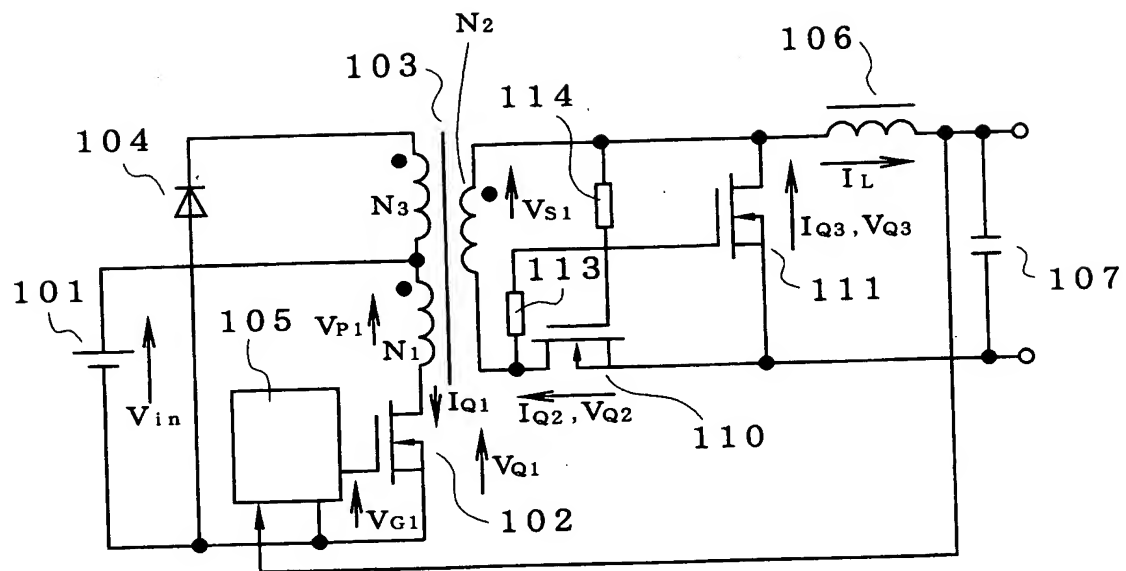 N2
106
103
114
104
IL
N3
VS1
IQ3, VQ3
113
101
107
111
105
VP1
N1
IQ1
IQ2, VQ2
Vin
110
VQ1
VG1
102